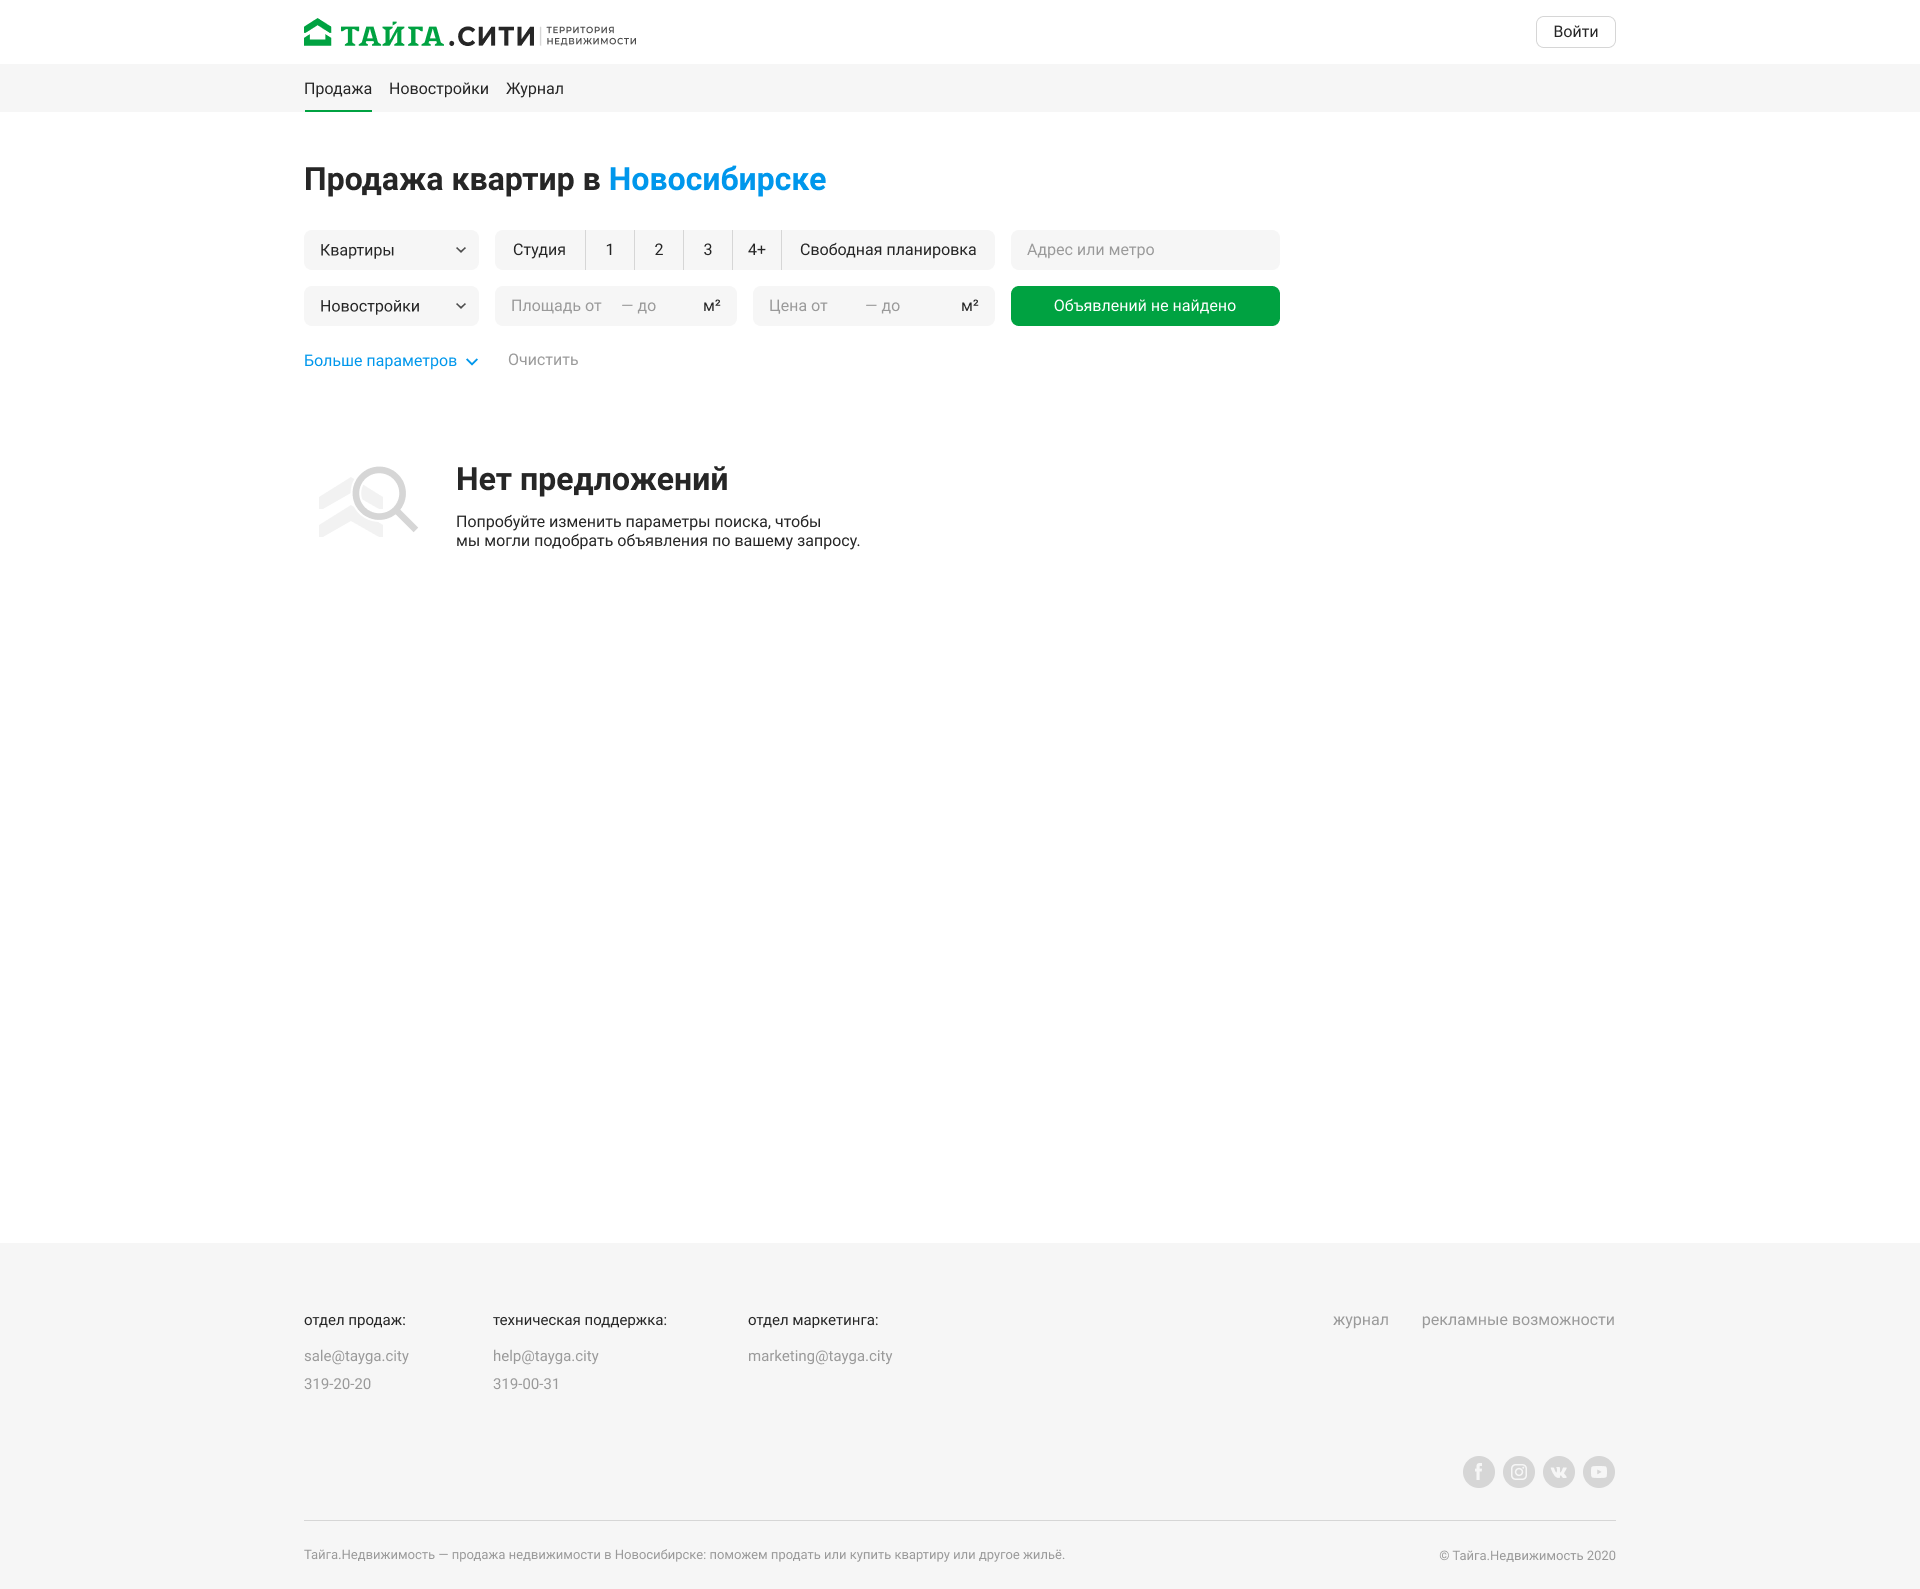 ТАЙГА.СИТИ
ТЕРРИТОРИЯ
НЕДВИЖИМОСТИ
Войти
Продажа Новостройки Журнал
Продажа квартир в Новосибирске
Квартиры Студия 1 2 3 4+ Свободная планировка Адрес или метро
Новостройки Площадь от — до м² Цена от — до м² Объявлений не найдено
Больше параметров Очистить
Нет предложений
Попробуйте изменить параметры поиска, чтобы
мы могли подобрать объявления по вашему запросу.
отдел продаж: техническая поддержка: отдел маркетинга: журнал рекламные возможности
sale@tayga.city help@tayga.city marketing@tayga.city
319-20-20 319-00-31
Тайга.Недвижимость — продажа недвижимости в Новосибирске: поможем продать или купить квартиру или другое жильё. © Тайга.Недвижимость 2020